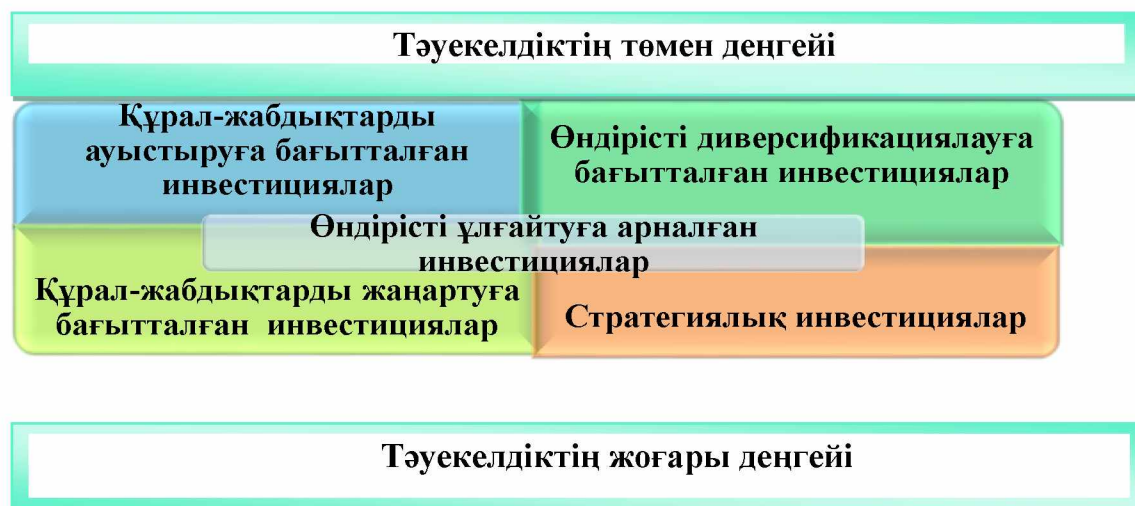 Тәуекелдіктің төмен деңгейі
Құрал-жабдықтарды
ауыстыруға бағытталған
инвестициялар
Өндірісті диверсификациялауға
бағытталған инвестициялар
Өндірісті ұлғайтуға арналған
инвестициялар
Құрал-жабдықтарды жаңартуға
бағытталған инвестициялар
Стратегиялық инвестициялар
Тәуекелдіктің жоғары деңгейі